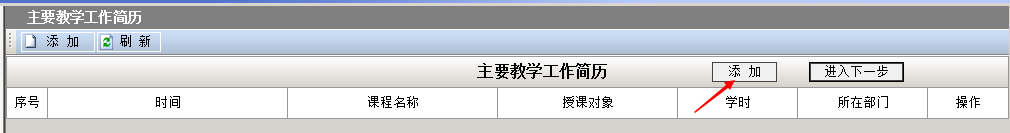 主要教学工作简历
添 加 刷 新
主要教学工作简历 添 加 进入下一步
序号 时间 课程名称 授课对象 学时 所在部门 操作